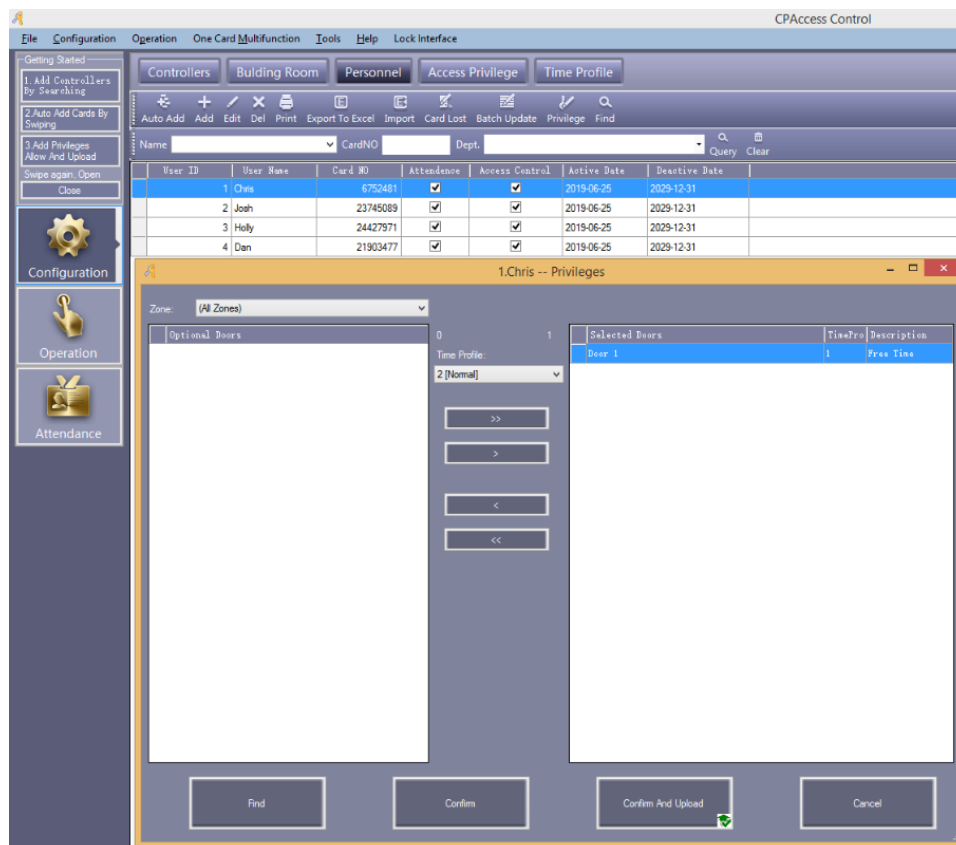 CPAccess Control
File Configuration Operation One Card Multifunction Tools Help Lock Interface
Getting Started
1. Add Controllers
By Searching
2.Auto Add Cards By
Swiping
3.Add Privileges
Allow And Upload
Swipe again, Open
Close
Configuration
Operation
Attendance
Controllers Bulding Room Personnel Access Privilege Time Profile
Auto Add Add Edit Del Print Export To Excel Import Card Lost Batch Update Privilege Find
Name CardNO Dept. Query Clear
User ID User Name Card NO Attendence Access Control Active Date Deactive Date
1 Chris 6752481 2019-06-25 2029-12-31
2 Josh 23745089 2019-06-25 2029-12-31
3 Holly 24427971 2019-06-25 2029-12-31
4 Dan 21903477 2019-06-25 2029-12-31
1.Chris -- Privileges
Zone: (All Zones)
Optional Doors 0 1 Selected Doors TimePro Description
Time Profile: Door 1 1 Free Time
2 [Normal]
>>
>
<
<<
Find Confirm Confirm And Upload Cancel